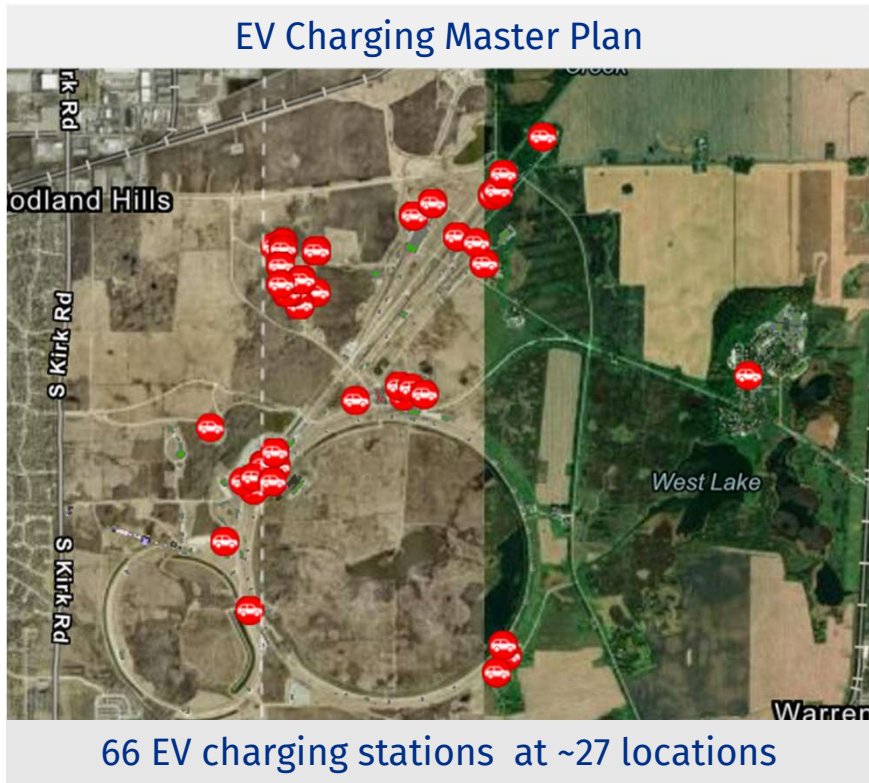 EV Charging Master Plan
Creek
rk Rd
odland Hills
S Kirk Rd
West Lake
S Kirk Rd
Warren
66 EV charging stations at ~27 locations